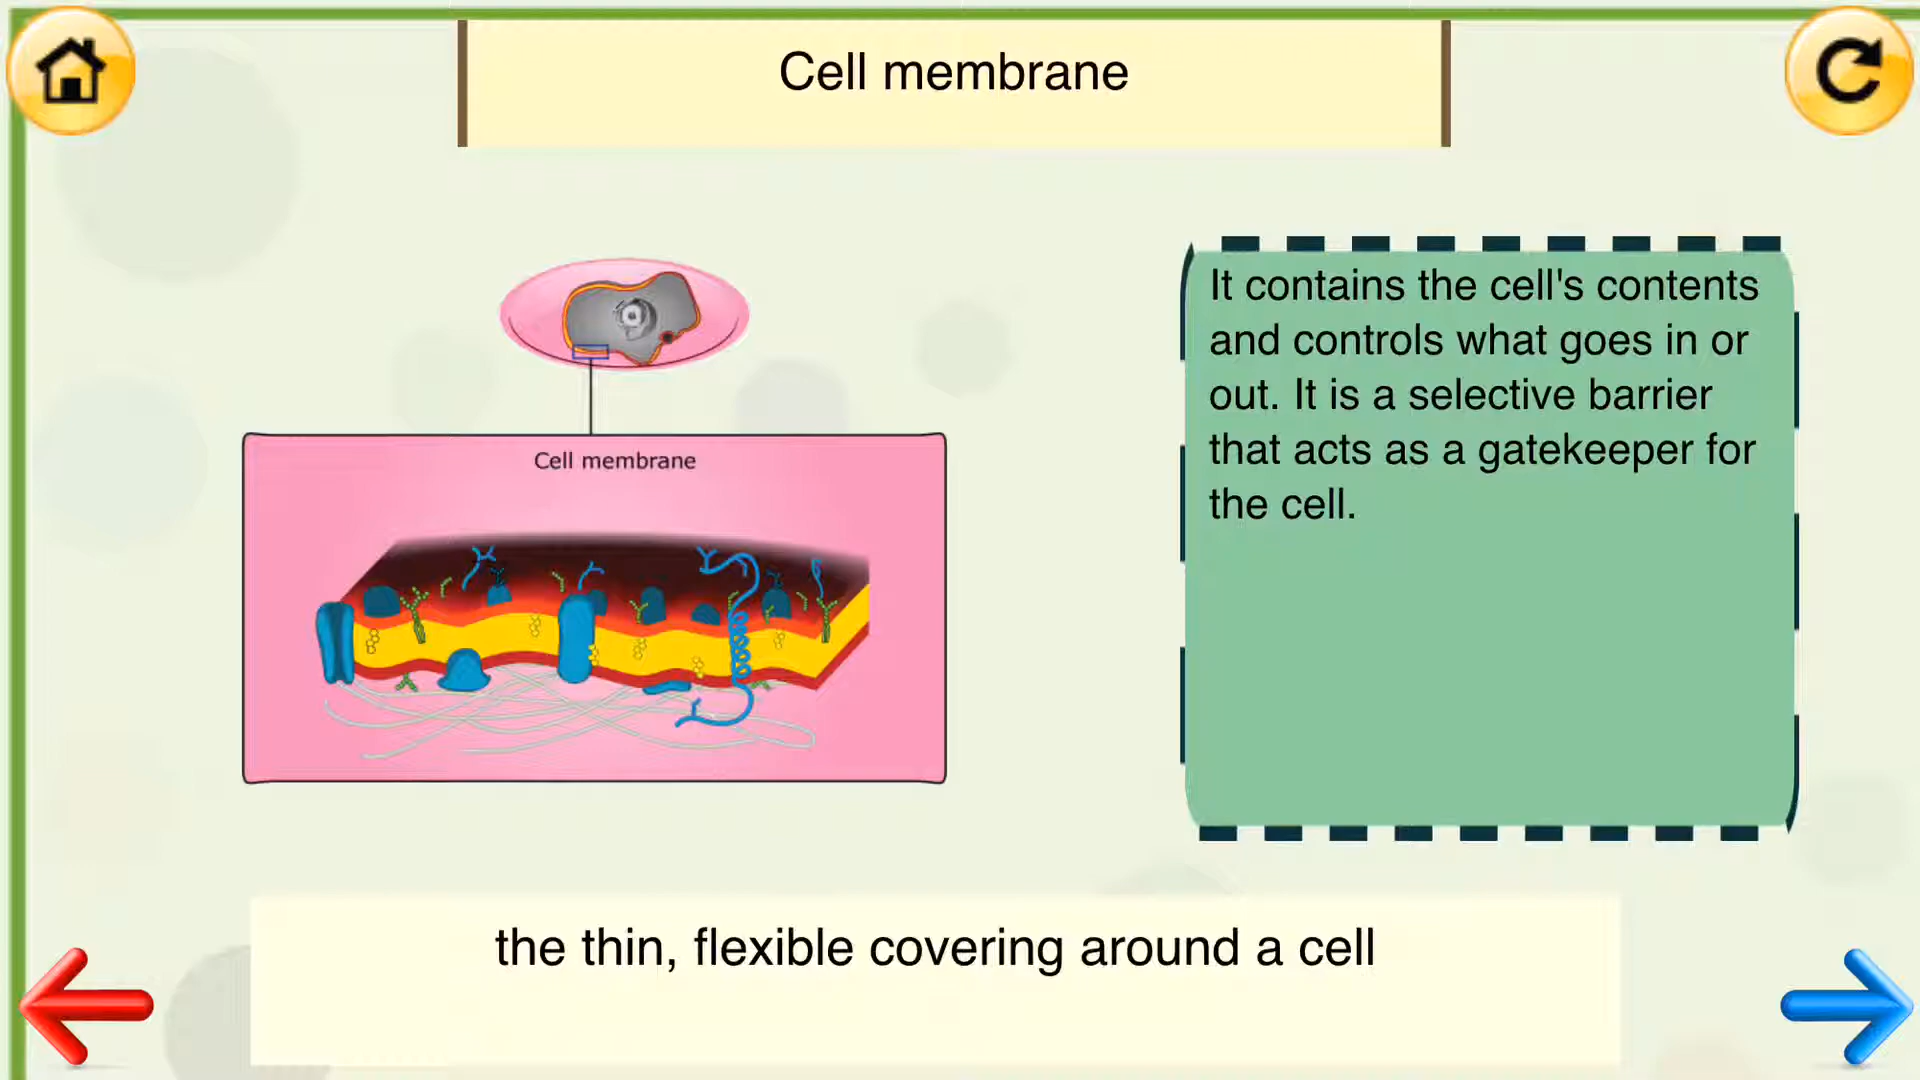 Cell membrane
Cell membrane
It contains the cell's contents
and controls what goes in or
out. It is a selective barrier
that acts as a gatekeeper for
the cell.
the thin, flexible covering around a cell